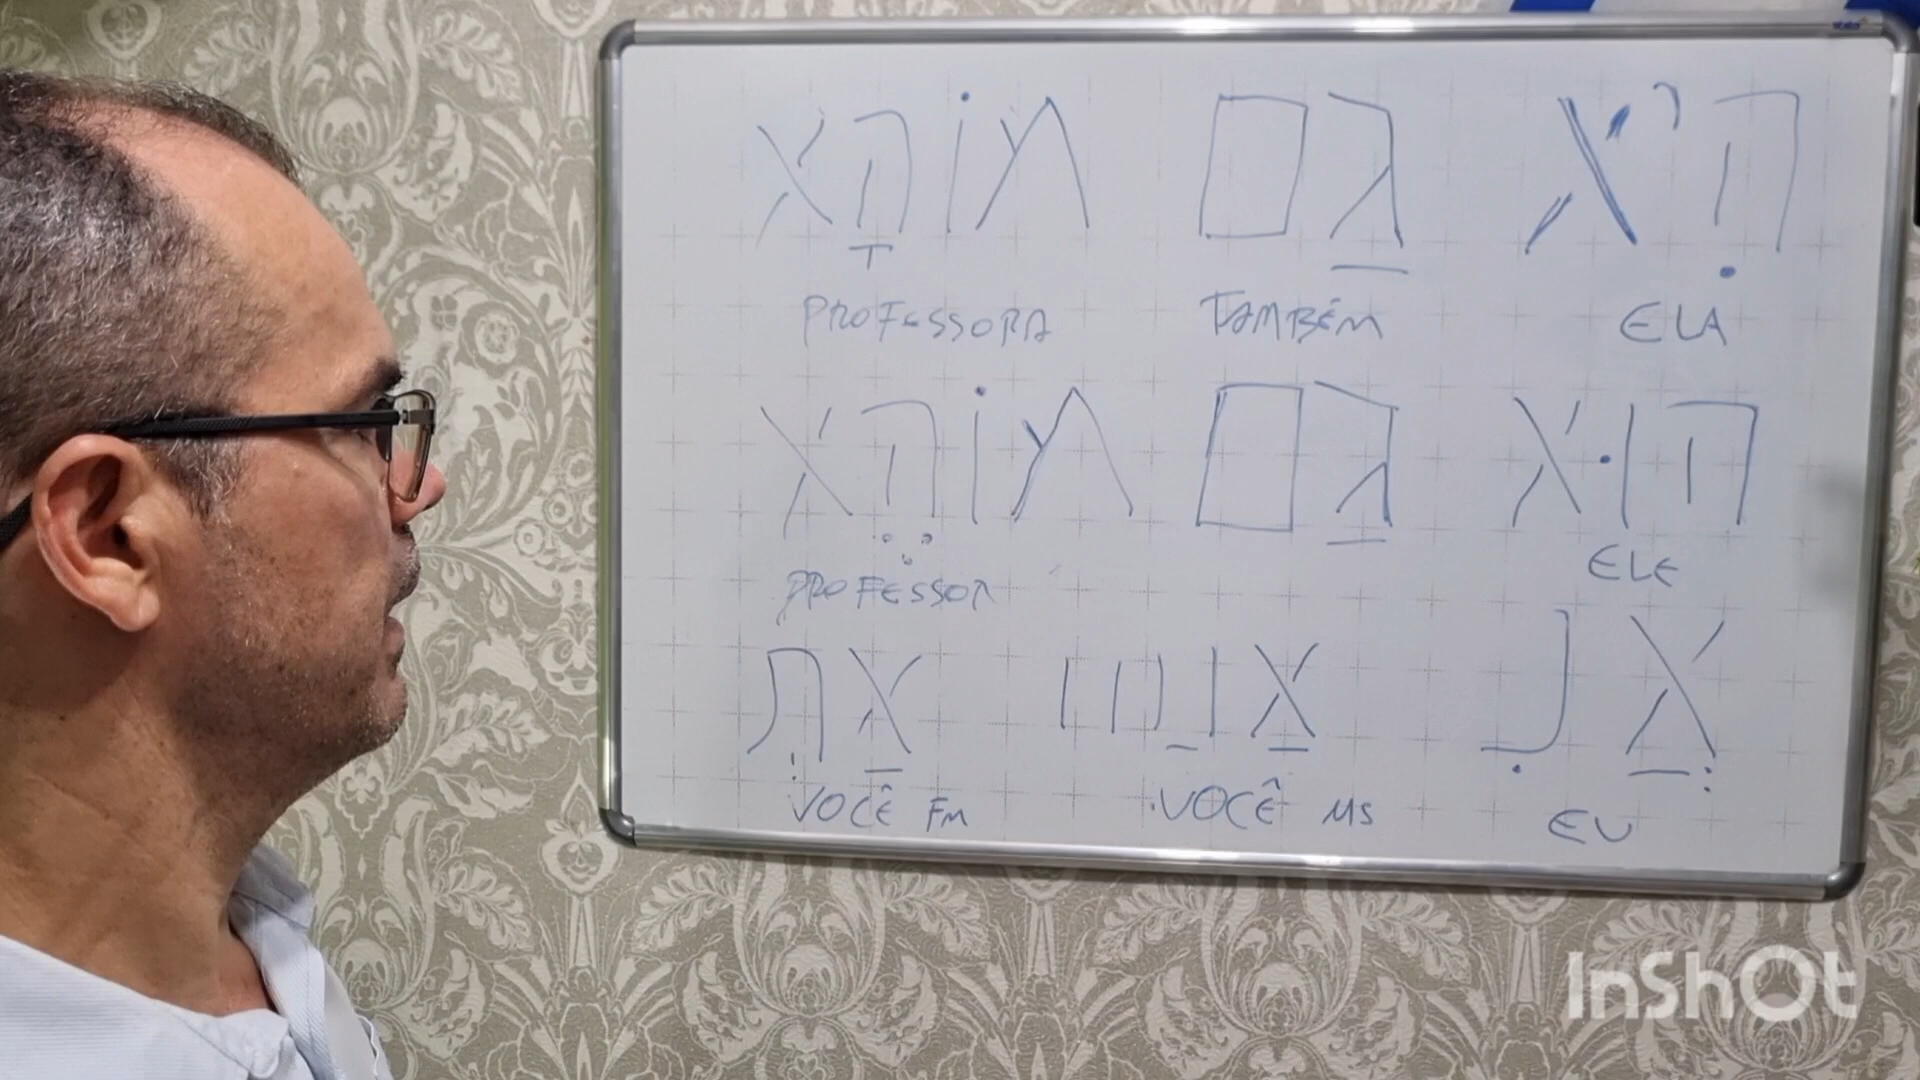 הִיא גַם מוֹהָא
PROFESSORA TAMBÉM ELA
הוּא גַם מוֹהֶא
PROFESSOR ELE
אֲנִ אַתְ
VOCÊ FM VOCÊ MS EU
InShOt